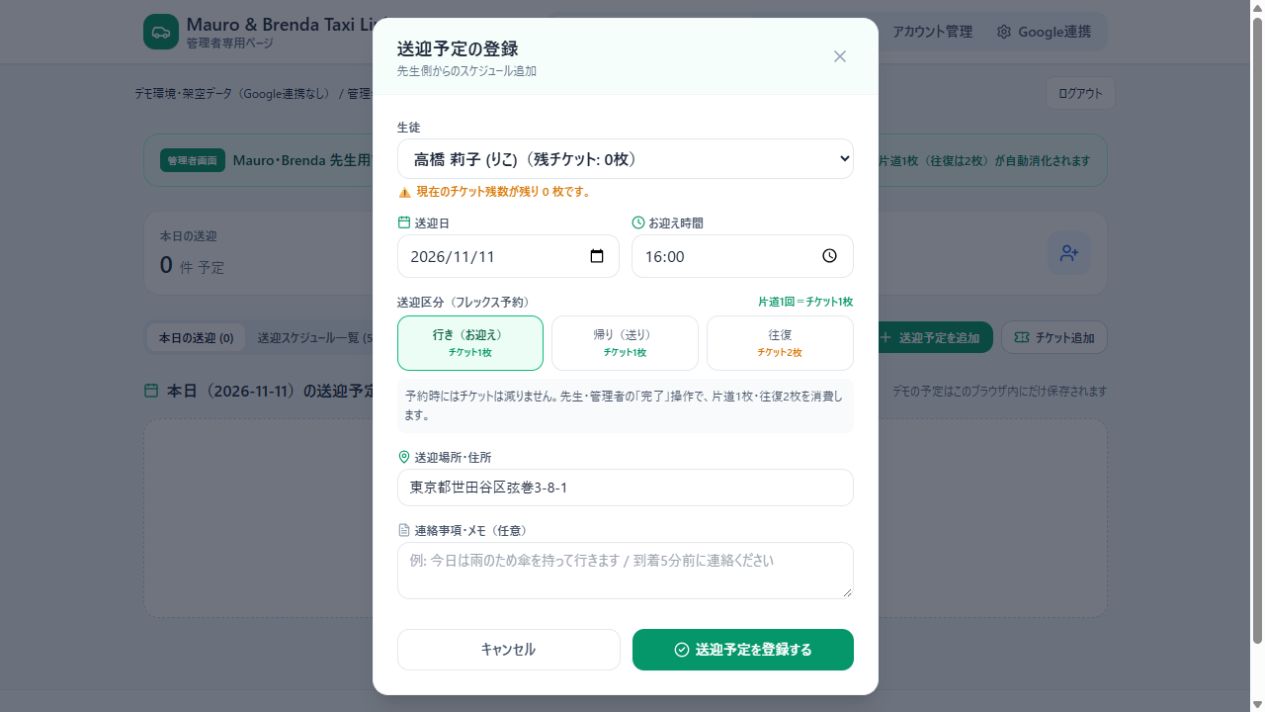 Mauro & Brenda Taxi
管理者専用ページ
アカウント管理
Google連携
デモ環境・架空データ（Google連携なし） / 管理
ログアウト
管理者画面
Mauro・Brenda 先生用
片道1枚（往復は2枚）が自動消化されます
本日の送迎
0 件 予定
本日の送迎 (0)
送迎スケジュール一覧 (5
送迎予定を追加
チケット追加
本日（2026-11-11）の送迎予定
デモの予定はこのブラウザ内にだけ保存されます
送迎予定の登録
先生側からのスケジュール追加
生徒
高橋 莉子 (りこ)（残チケット: 0枚）
現在のチケット残数が残り 0 枚です。
送迎日
お迎え時間
2026/11/11
16:00
送迎区分（フレックス予約）
片道1回＝チケット1枚
行き（お迎え）
チケット1枚
帰り（送り）
チケット1枚
往復
チケット2枚
予約時にはチケットは減りません。先生・管理者の「完了」操作で、片道1枚・往復2枚を消費し
ます。
送迎場所・住所
東京都世田谷区弦巻3-8-1
連絡事項・メモ（任意）
例: 今日は雨のため傘を持って行きます / 到着5分前に連絡ください
キャンセル
送迎予定を登録する